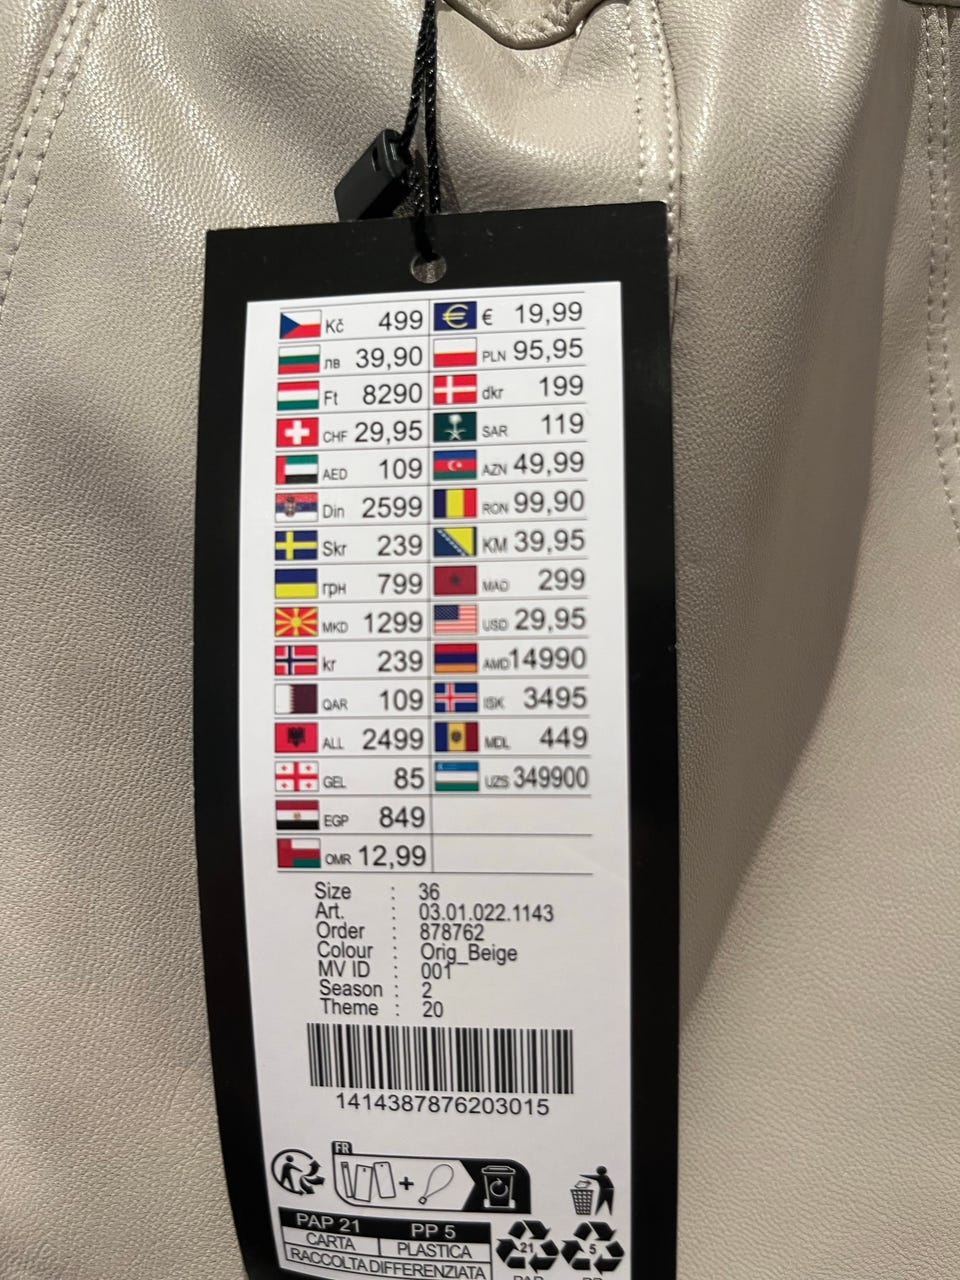 Kč 499 € 19,99
лв 39,90 PLN 95,95
Ft 8290 dkr 199
CHF 29,95 SAR 119
AED 109 AZN 49,99
Din 2599 RON 99,90
Skr 239 KM 39,95
грн 799 MAD 299
MKD 1299 USD 29,95
kr 239 AMD 14990
QAR 109 ISK 3495
ALL 2499 MDL 449
GEL 85 UZS 349900
EGP 849
OMR 12,99
Size : 36
Art. : 03.01.022.1143
Order : 878762
Colour : Orig_Beige
MV ID : 001
Season : 2
Theme : 20
1414387876203015
FR
PAP 21 PP 5
CARTA PLASTICA
RACCOLTA DIFFERENZIATA
21 5
PAP PP